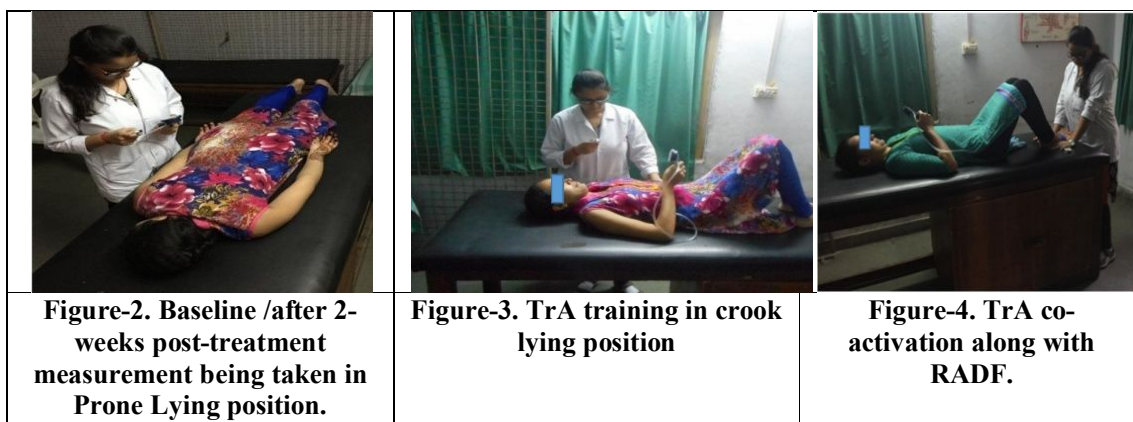 Figure-2. Baseline /after 2-
weeks post-treatment
measurement being taken in
Prone Lying position.
Figure-3. TrA training in crook
lying position
Figure-4. TrA co-
activation along with
RADF.